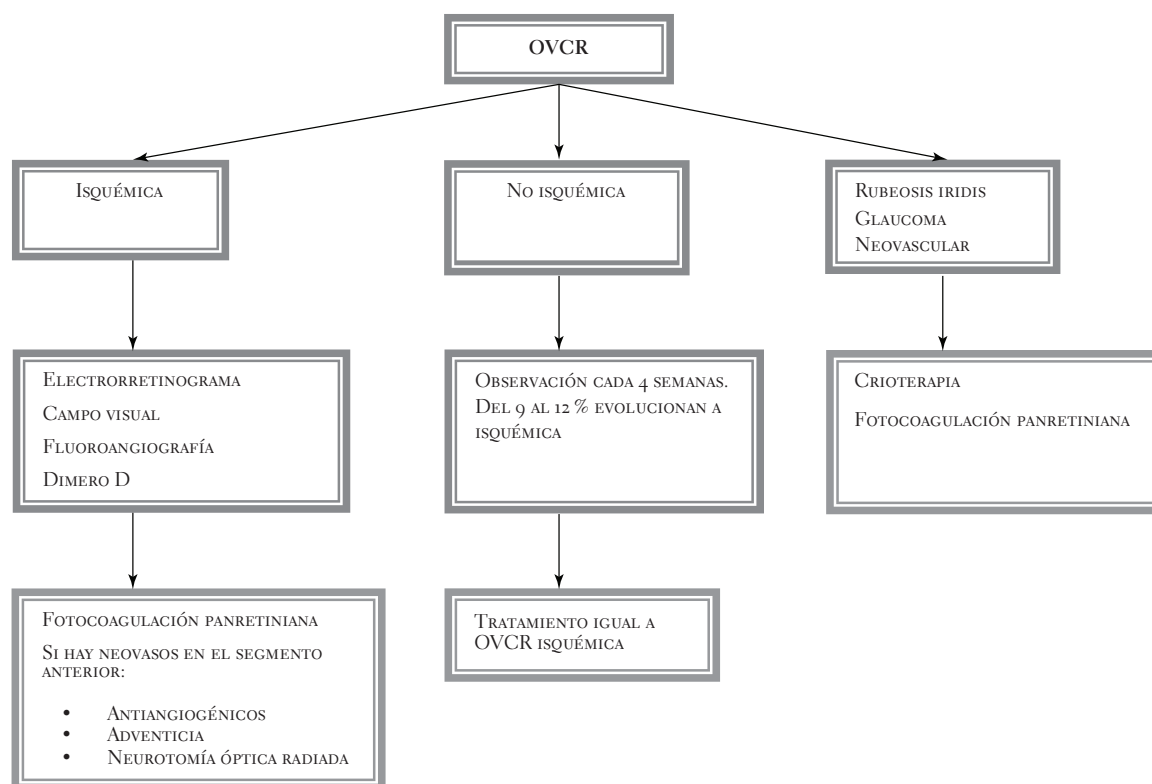 OVCR
Isquémica
No isquémica
Rubeosis iridis
Glaucoma
Neovascular
Electrorretinograma
Campo visual
Fluoroangiografía
Dimero D
Observación cada 4 semanas.
Del 9 al 12 % evolucionan a
isquémica
Crioterapia
Fotocoagulación panretiniana
Fotocoagulación panretiniana
Si hay neovasos en el segmento
anterior:
• Antiangiogénicos
• Adventicia
• Neurotomía óptica radiada
Tratamiento igual a
OVCR isquémica